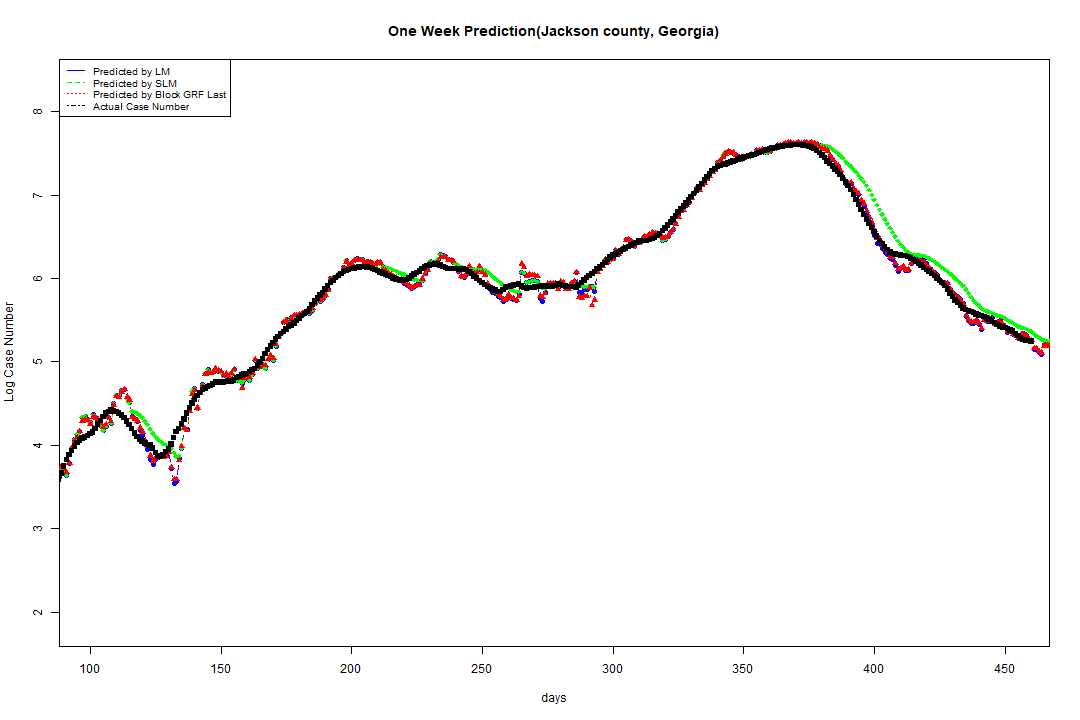 One Week Prediction(Jackson county, Georgia)
Predicted by LM
Predicted by SLM
Predicted by Block GRF Last
Actual Case Number
8
7
6
5
4
3
2
Log Case Number
100 150 200 250 300 350 400 450
days